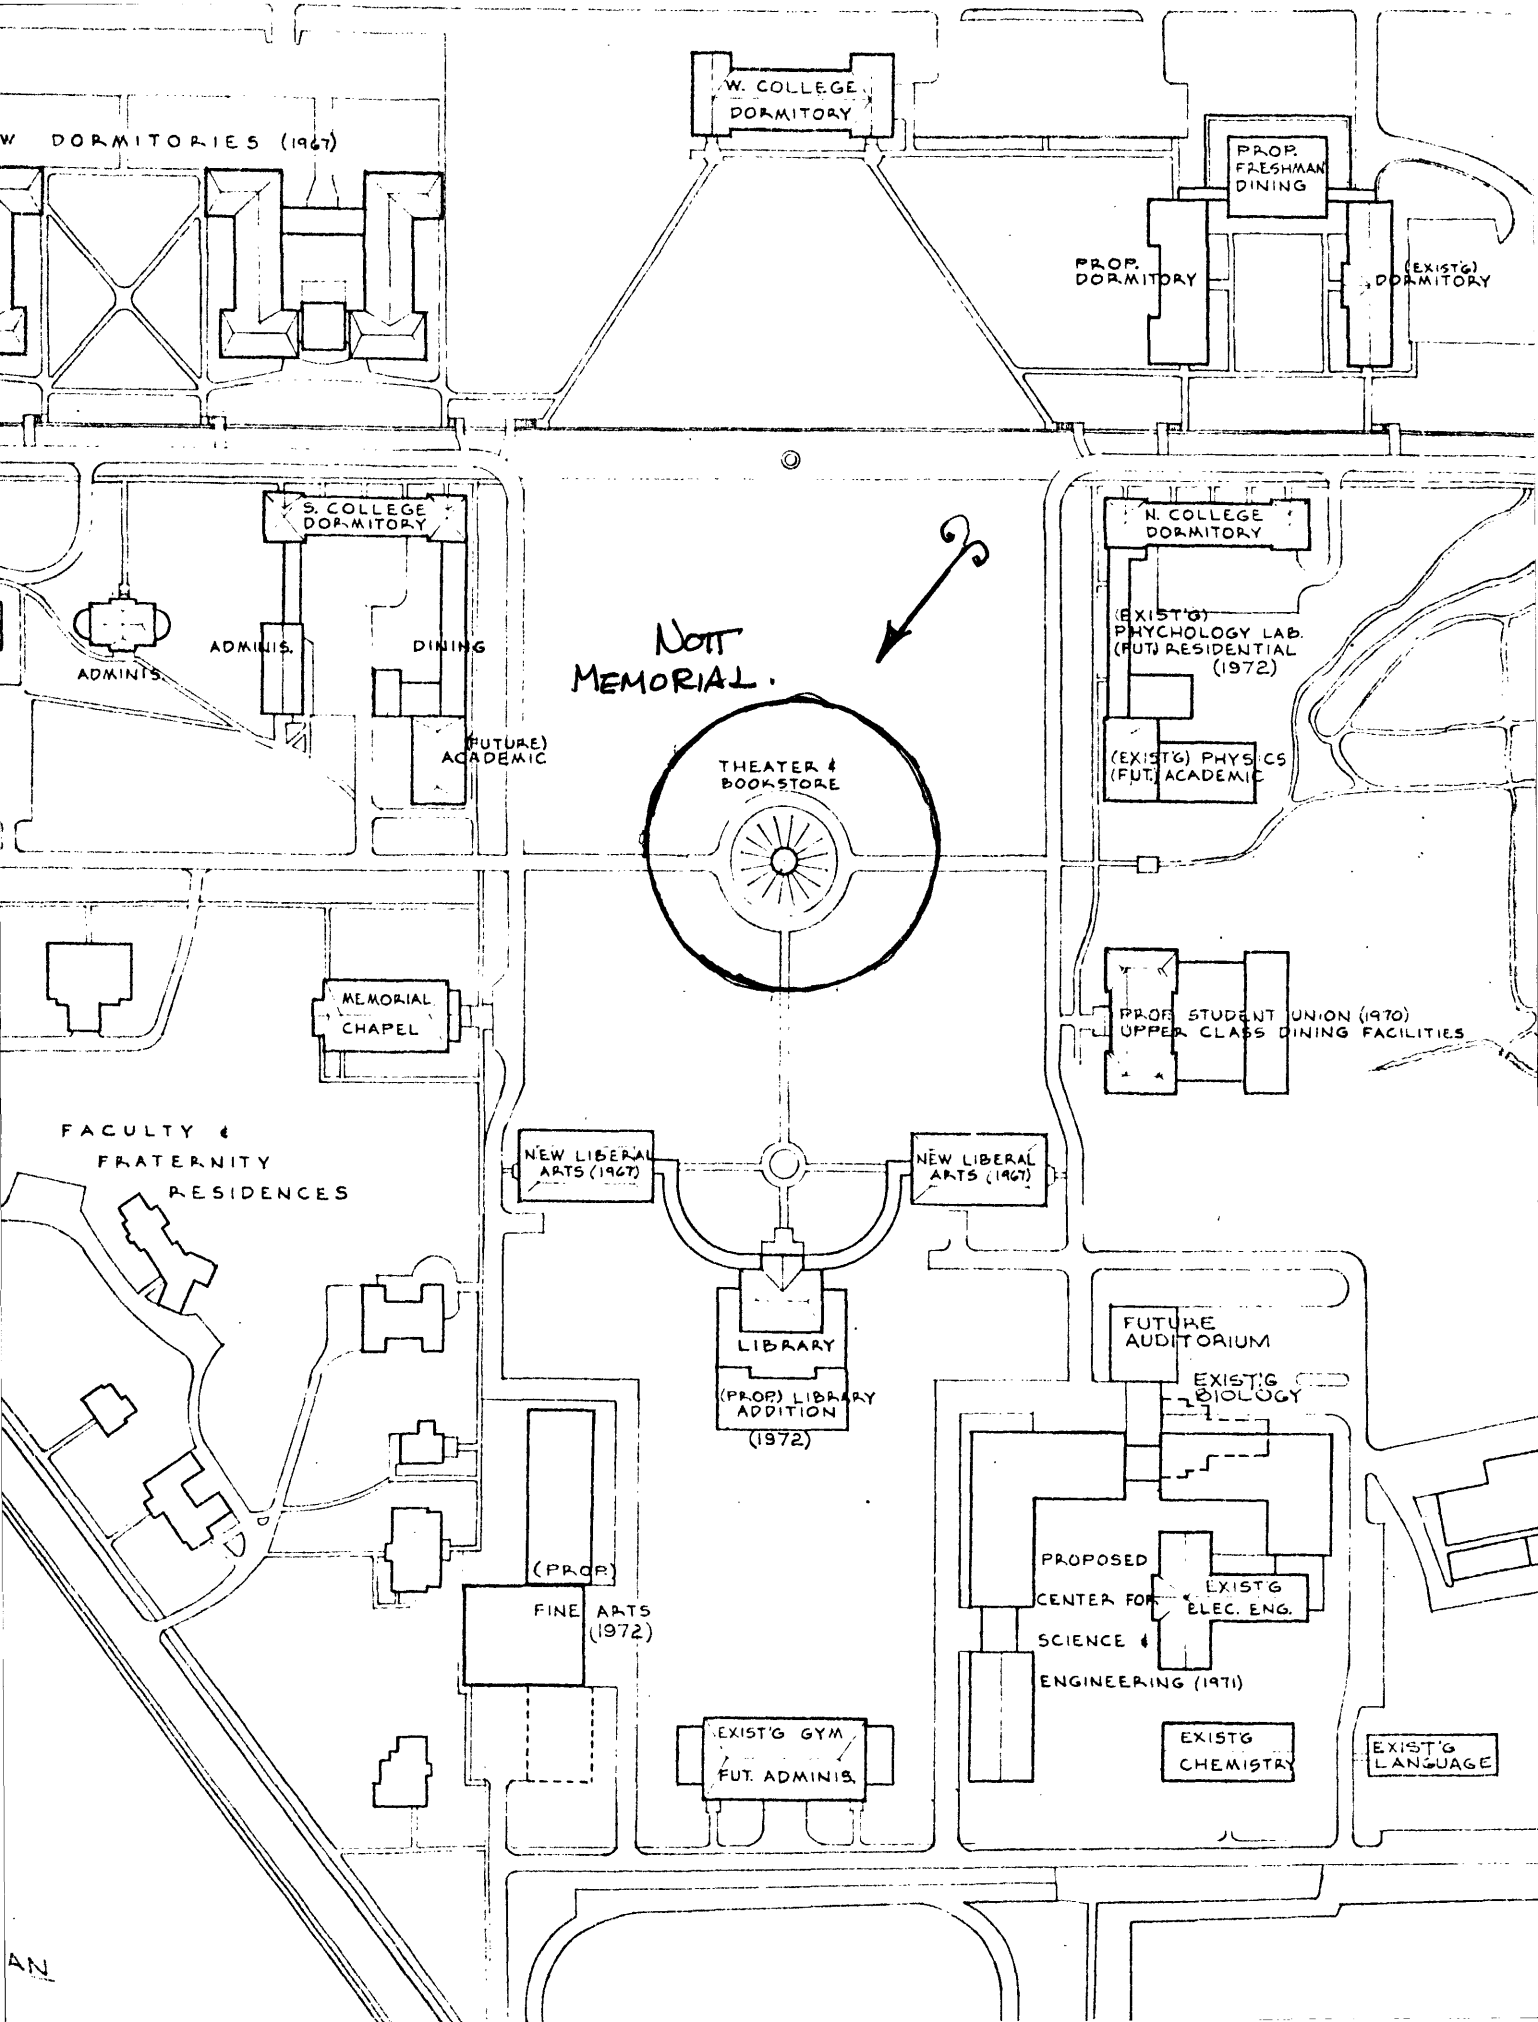 W. COLLEGE
DORMITORY
W DORMITORIES (1967)
PROP.
FRESHMAN
DINING
PROP.
DORMITORY
(EXIST'G)
DORMITORY
S. COLLEGE
DORMITORY
N. COLLEGE
DORMITORY
ADMINIS.
ADMINIS.
DINING
NOTT
MEMORIAL.
(EXIST'G)
PHYCHOLOGY LAB.
(FUT.) RESIDENTIAL
(1972)
(FUTURE)
ACADEMIC
THEATER &
BOOKSTORE
(EXIST'G) PHYSICS
(FUT.) ACADEMIC
MEMORIAL
CHAPEL
PROP. STUDENT UNION (1970)
UPPER CLASS DINING FACILITIES
FACULTY &
FRATERNITY
RESIDENCES
NEW LIBERAL
ARTS (1967)
NEW LIBERAL
ARTS (1967)
LIBRARY
(PROP.) LIBRARY
ADDITION
(1972)
FUTURE
AUDITORIUM
EXIST'G
BIOLOGY
(PROP.)
FINE ARTS
(1972)
PROPOSED
CENTER FOR
SCIENCE &
ENGINEERING (1971)
EXIST'G
ELEC. ENG.
EXIST'G GYM
FUT. ADMINIS.
EXIST'G
CHEMISTRY
EXIST'G
LANGUAGE
AN